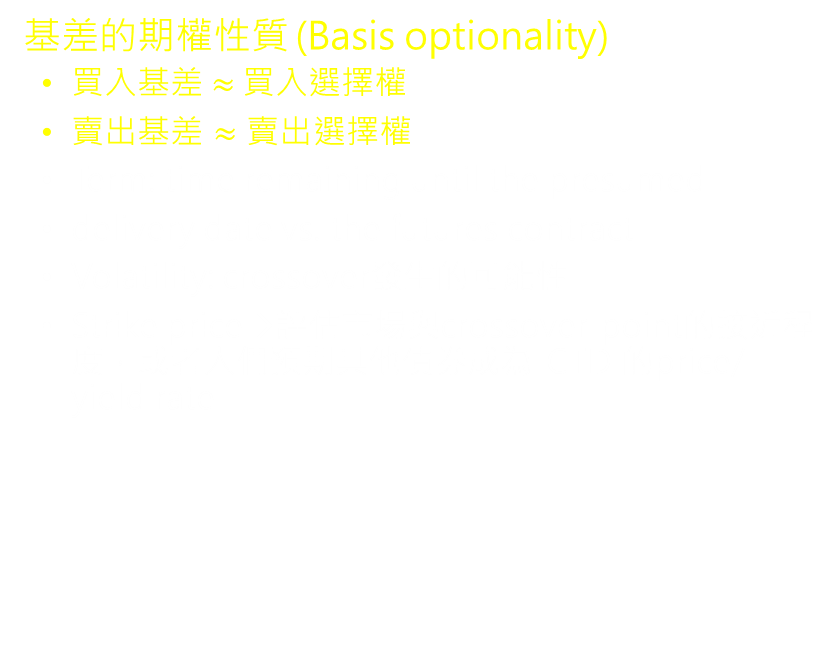 基差的期權性質 (Basis optionality)
• 買入基差 ≈ 買入選擇權
• 賣出基差 ≈ 賣出選擇權